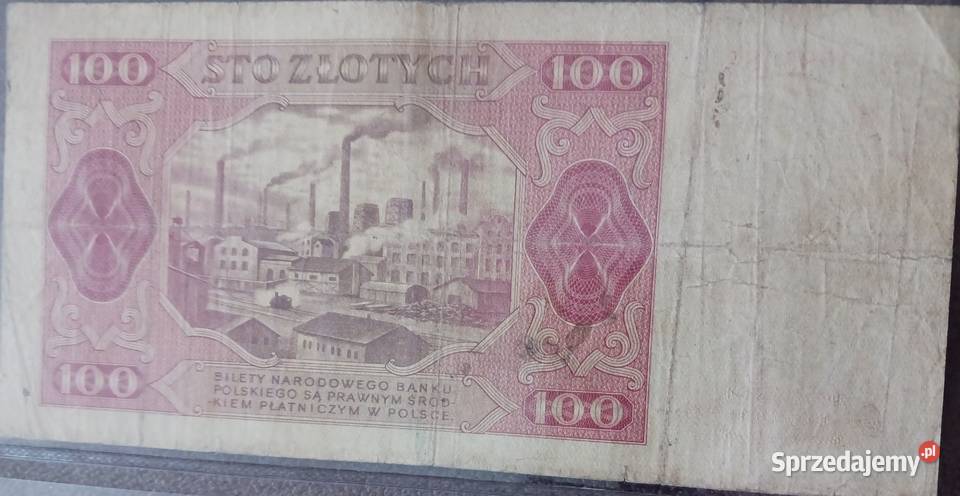 100 STO ZŁOTYCH 100
BILETY NARODOWEGO BANKU
POLSKIEGO SĄ PRAWNYM ŚROD-
KIEM PŁATNICZYM W POLSCE.
100 100
Sprzedajemy.pl